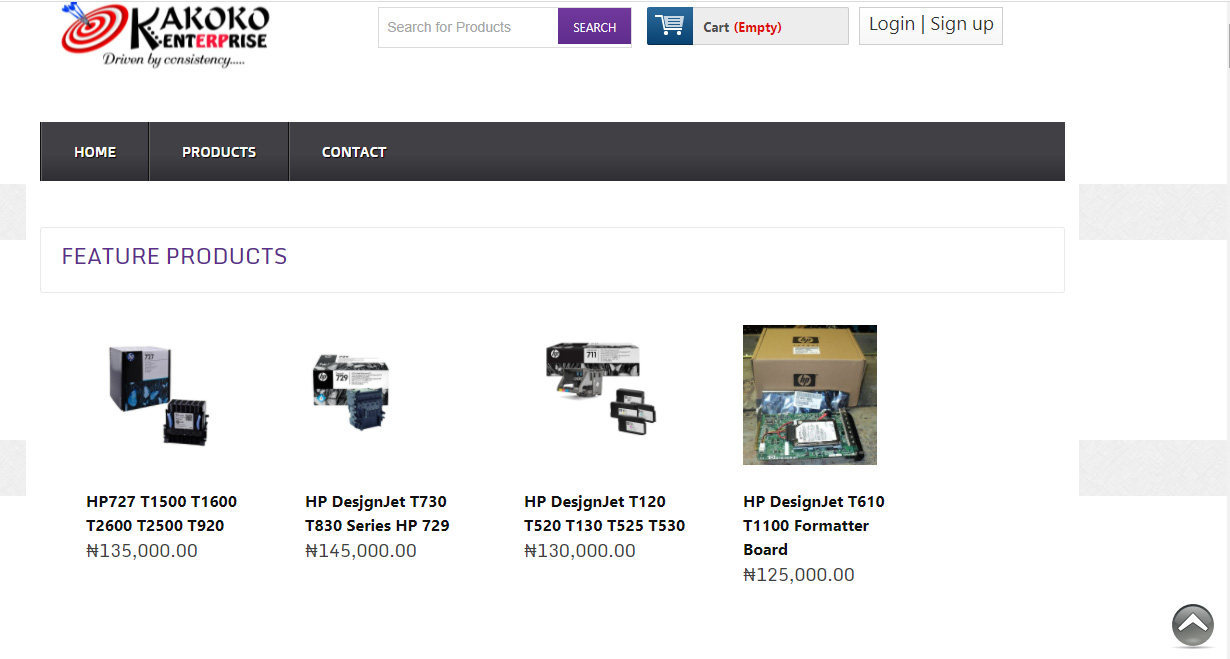 KAKOKO
K-ENTERPRISE
Driven by consistency.....
Search for Products
SEARCH
Cart (Empty)
Login | Sign up
HOME
PRODUCTS
CONTACT
FEATURE PRODUCTS
727
729
711
HP727 T1500 T1600
T2600 T2500 T920
₦135,000.00
HP DesjgnJet T730
T830 Series HP 729
₦145,000.00
HP DesjgnJet T120
T520 T130 T525 T530
₦130,000.00
HP DesignJet T610
T1100 Formatter
Board
₦125,000.00